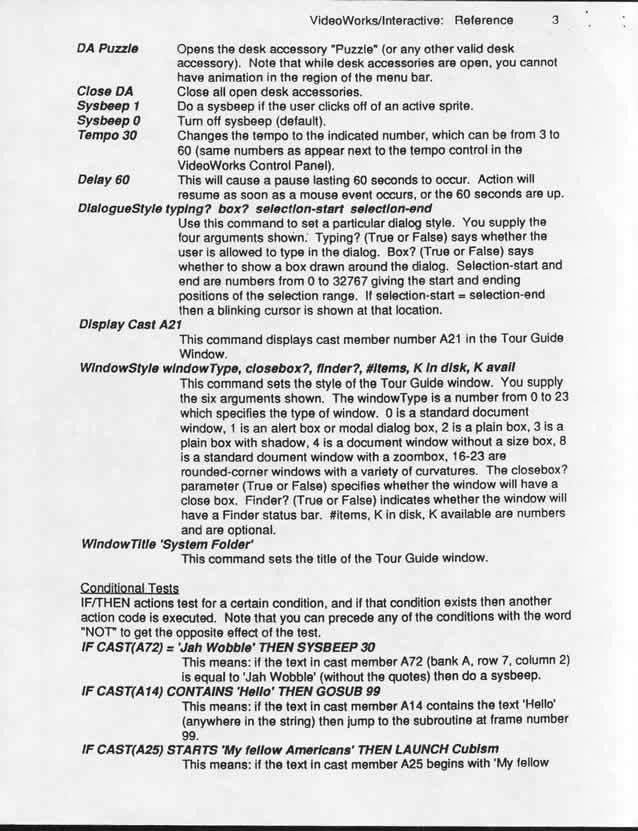 VideoWorks/Interactive: Reference 3
DA Puzzle Opens the desk accessory "Puzzle" (or any other valid desk
accessory). Note that while desk accessories are open, you cannot
have animation in the region of the menu bar.
Close DA Close all open desk accessories.
Sysbeep 1 Do a sysbeep if the user clicks off of an active sprite.
Sysbeep 0 Turn off sysbeep (default).
Tempo 30 Changes the tempo to the indicated number, which can be from 3 to
60 (same numbers as appear next to the tempo control in the
VideoWorks Control Panel).
Delay 60 This will cause a pause lasting 60 seconds to occur. Action will
resume as soon as a mouse event occurs, or the 60 seconds are up.
DialogueStyle typing? box? selection-start selection-end
Use this command to set a particular dialog style. You supply the
four arguments shown. Typing? (True or False) says whether the
user is allowed to type in the dialog. Box? (True or False) says
whether to show a box drawn around the dialog. Selection-start and
end are numbers from 0 to 32767 giving the start and ending
positions of the selection range. If selection-start = selection-end
then a blinking cursor is shown at that location.
Display Cast A21
This command displays cast member number A21 in the Tour Guide
Window.
WindowStyle windowType, closebox?, finder?, #items, K in disk, K avail
This command sets the style of the Tour Guide window. You supply
the six arguments shown. The windowType is a number from 0 to 23
which specifies the type of window. 0 is a standard document
window, 1 is an alert box or modal dialog box, 2 is a plain box, 3 is a
plain box with shadow, 4 is a document window without a size box, 8
is a standard doument window with a zoombox, 16-23 are
rounded-corner windows with a variety of curvatures. The closebox?
parameter (True or False) specifies whether the window will have a
close box. Finder? (True or False) indicates whether the window will
have a Finder status bar. #items, K in disk, K available are numbers
and are optional.
WindowTitle 'System Folder'
This command sets the title of the Tour Guide window.
Conditional Tests
IF/THEN actions test for a certain condition, and if that condition exists then another
action code is executed. Note that you can precede any of the conditions with the word
"NOT" to get the opposite effect of the test.
IF CAST(A72) = 'Jah Wobble' THEN SYSBEEP 30
This means: if the text in cast member A72 (bank A, row 7, column 2)
is equal to 'Jah Wobble' (without the quotes) then do a sysbeep.
IF CAST(A14) CONTAINS 'Hello' THEN GOSUB 99
This means: if the text in cast member A14 contains the text 'Hello'
(anywhere in the string) then jump to the subroutine at frame number
99.
IF CAST(A25) STARTS 'My fellow Americans' THEN LAUNCH Cubism
This means: if the text in cast member A25 begins with 'My fellow